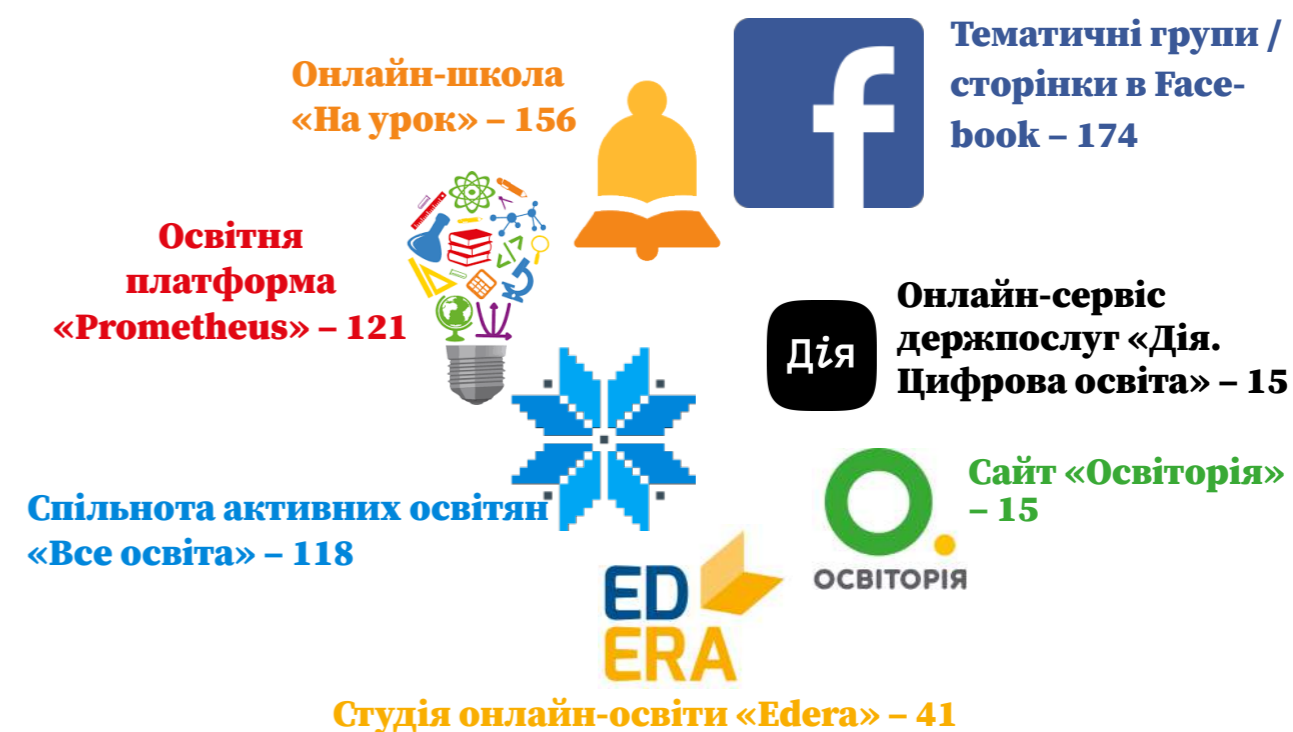 Онлайн-школа
«На урок» – 156
Тематичні групи /
сторінки в Face-
book – 174
Освітня
платформа
«Prometheus» – 121
Дія
Онлайн-сервіс
держпослуг «Дія.
Цифрова освіта» – 15
Спільнота активних освітян
«Все освіта» – 118
Сайт «Освіторія»
– 15
ОСВІТОРІЯ
ED
ERA
Студія онлайн-освіти «Edera» – 41